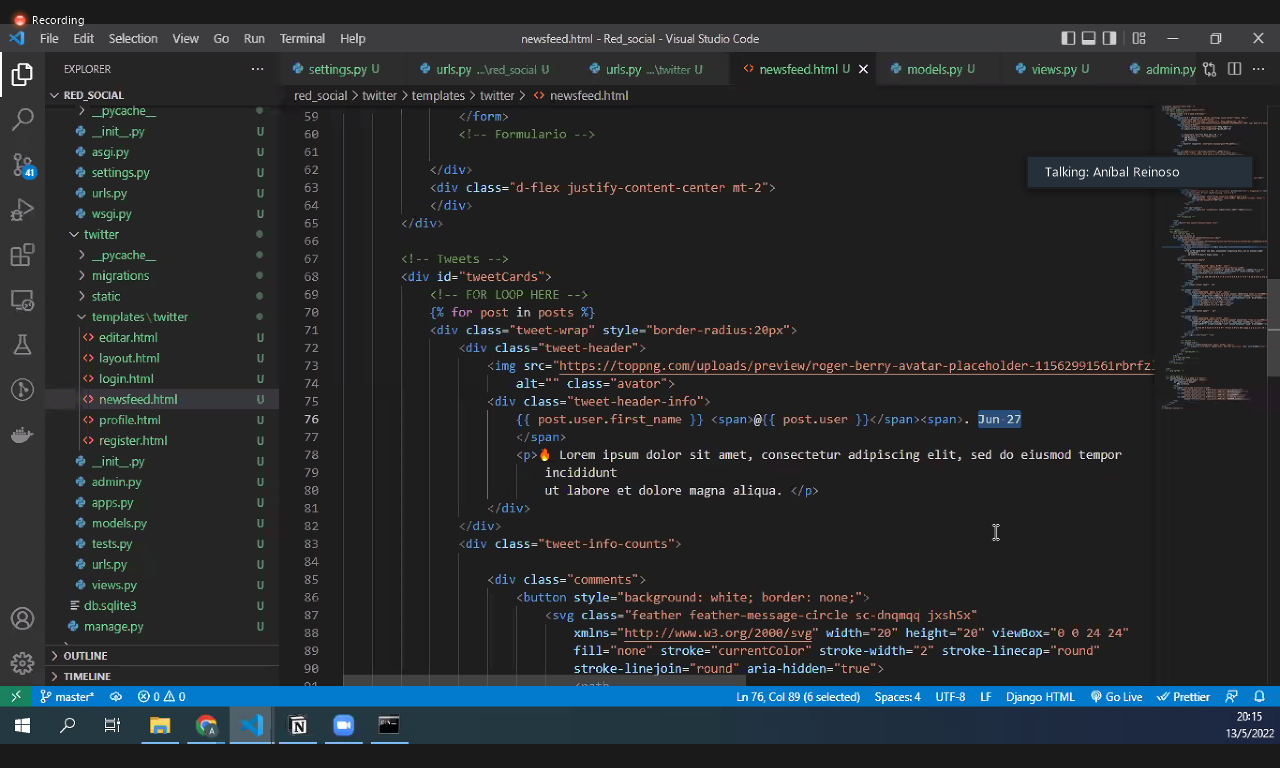 Recording
File Edit Selection View Go Run Terminal Help
newsfeed.html - Red_social - Visual Studio Code
EXPLORER
settings.py U
urls.py ...\red_social U
urls.py ...\twitter U
newsfeed.html U
models.py U
views.py U
admin.py
RED_SOCIAL
red_social > twitter > templates > twitter > newsfeed.html
__pycache__
__init__.py U
asgi.py U
settings.py U
urls.py U
wsgi.py U
twitter
__pycache__
migrations
static
templates\twitter
editar.html U
layout.html U
login.html U
newsfeed.html U
profile.html U
register.html U
__init__.py U
admin.py U
apps.py U
models.py U
tests.py U
urls.py U
views.py U
db.sqlite3 U
manage.py U
OUTLINE
TIMELINE
59 </form>
60 <!-- Formulario -->
61
62 </div>
63 <div class="d-flex justify-content-center mt-2">
64 </div>
65 </div>
66
67 <!-- Tweets -->
68 <div id="tweetCards">
69 <!-- FOR LOOP HERE -->
70 {% for post in posts %}
71 <div class="tweet-wrap" style="border-radius:20px">
72 <div class="tweet-header">
73 <img src="https://toppng.com/uploads/preview/roger-berry-avatar-placeholder-11562991561rbrfz
74 alt="" class="avator">
75 <div class="tweet-header-info">
76 {{ post.user.first_name }} <span>@{{ post.user }}</span><span>. Jun 27
77 </span>
78 <p>🔥 Lorem ipsum dolor sit amet, consectetur adipiscing elit, sed do eiusmod tempor
79 incididunt
80 ut labore et dolore magna aliqua. </p>
81 </div>
82 </div>
83 <div class="tweet-info-counts">
84
85 <div class="comments">
86 <button style="background: white; border: none;">
87 <svg class="feather feather-message-circle sc-dnqmqq jxshSx"
88 xmlns="http://www.w3.org/2000/svg" width="20" height="20" viewBox="0 0 24 24"
89 fill="none" stroke="currentColor" stroke-width="2" stroke-linecap="round"
90 stroke-linejoin="round" aria-hidden="true">
Talking: Aníbal Reinoso
41
master* 0 0
Ln 76, Col 89 (6 selected)
Spaces: 4
UTF-8
LF
Django HTML
Go Live
Prettier
20:15
13/5/2022